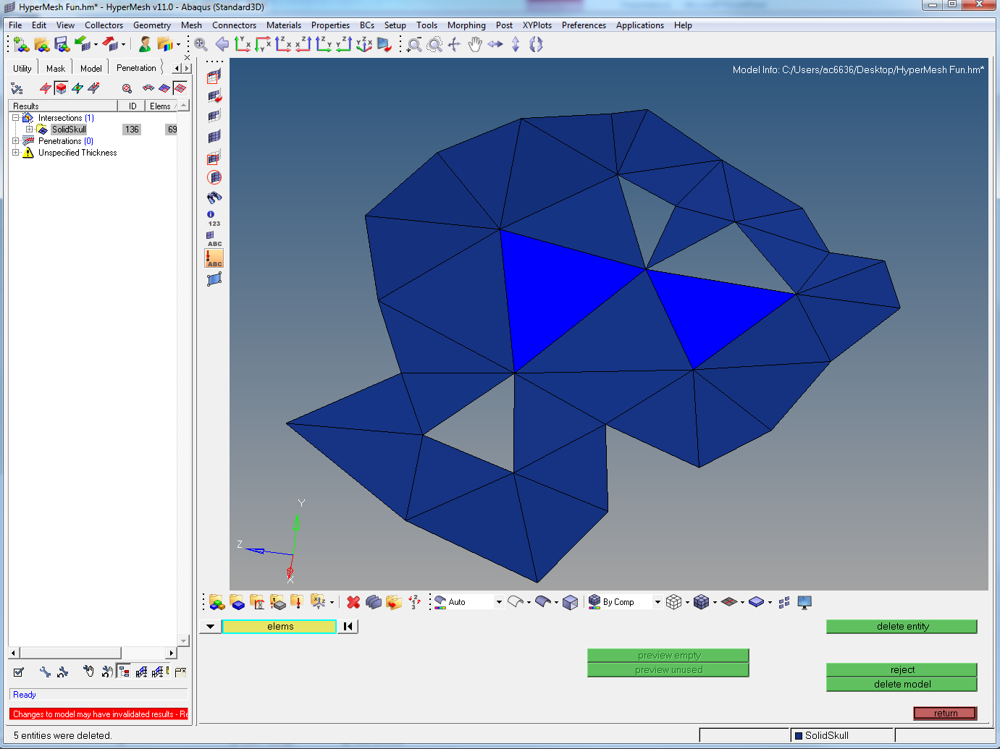 HyperMesh Fun.hm* - HyperMesh v11.0 - Abaqus (Standard3D)
File Edit View Collectors Geometry Mesh Connectors Materials Properties BCs Setup Tools Morphing Post XYPlots Preferences Applications Help
Utility Mask Model Penetration
Model Info: C:/Users/ac6636/Desktop/HyperMesh Fun.hm*
Results ID Elems
Intersections (1)
SolidSkull 136 69
Penetrations (0)
Unspecified Thickness
123
ABC
ABC
Y
Z
X
Auto
By Comp
elems
delete entity
preview empty
preview unused
reject
delete model
return
Ready
Changes to model may have invalidated results - Re
5 entities were deleted.
SolidSkull